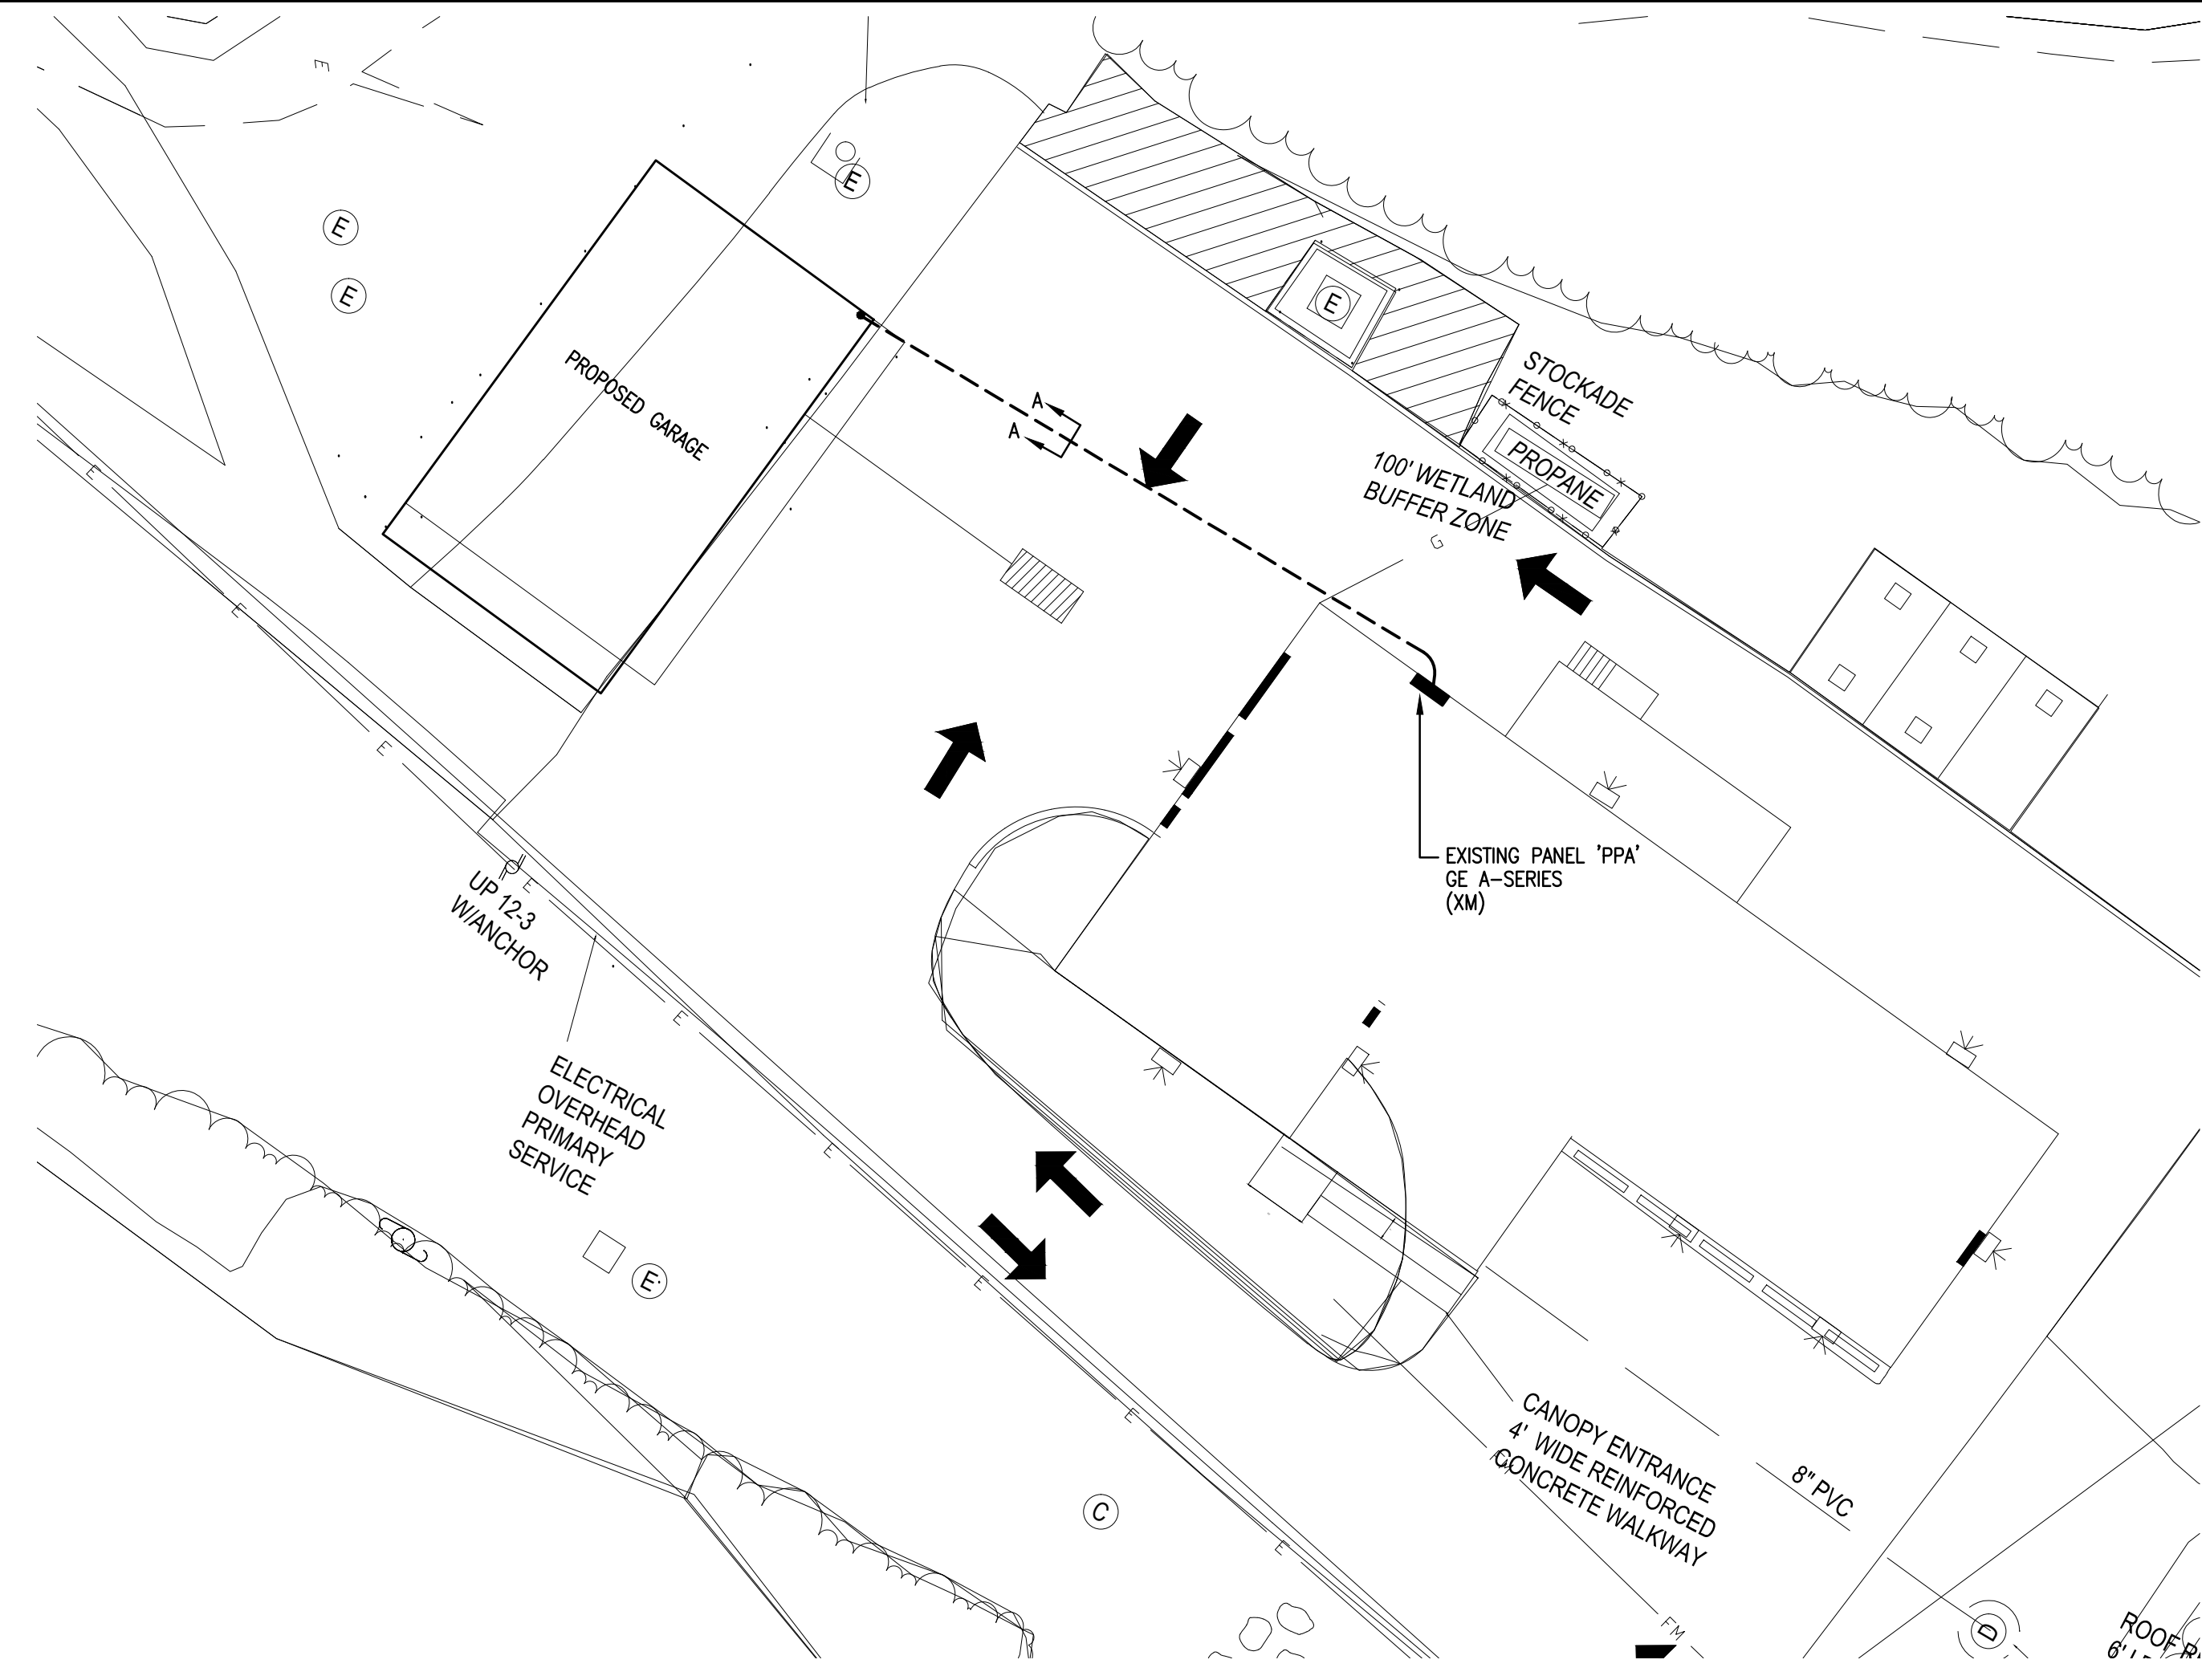 E
E
E
E
E
STOCKADE
FENCE
PROPOSED GARAGE
A
A
PROPANE
100' WETLAND
BUFFER ZONE
G
E
E
E
EXISTING PANEL 'PPA'
GE A-SERIES
(XM)
E
UP 12-3
W/ANCHOR
E
ELECTRICAL
OVERHEAD
PRIMARY
SERVICE
E
E
E
E
E
CANOPY ENTRANCE
4' WIDE REINFORCED
CONCRETE WALKWAY
8" PVC
C
FM
D